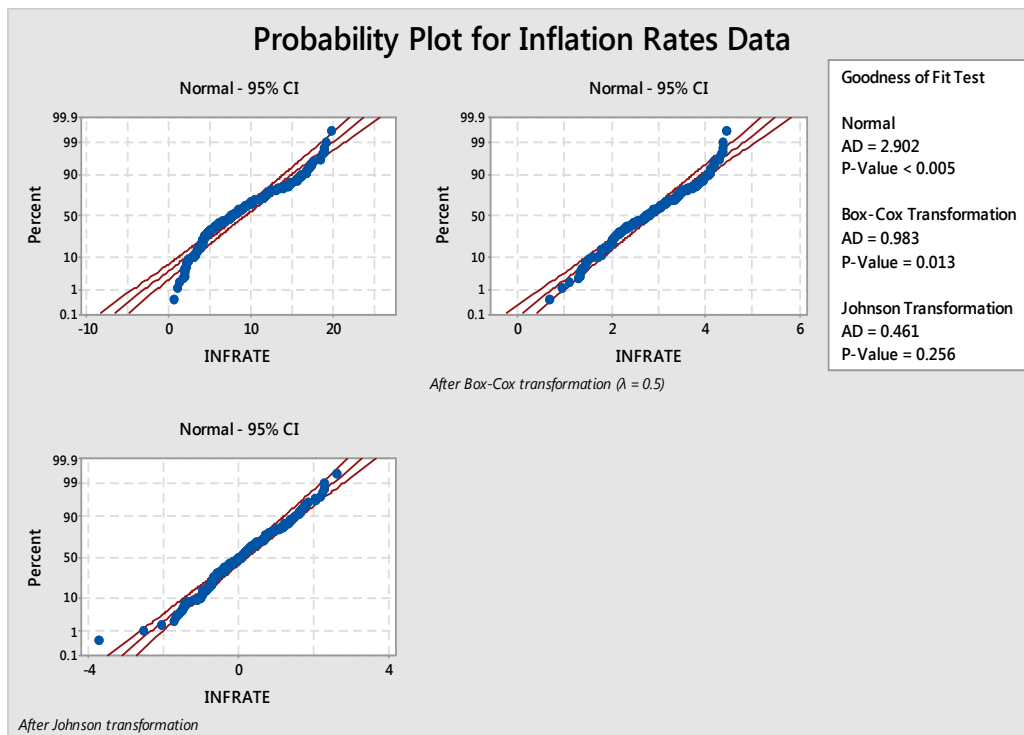 Probability Plot for Inflation Rates Data
Normal - 95% CI
99.9
99
90
50
10
1
0.1
Percent
-10
0
10
20
INFRATE
Normal - 95% CI
99.9
99
90
50
10
1
0.1
Percent
0
2
4
6
INFRATE
After Box-Cox transformation (λ = 0.5)
Goodness of Fit Test
Normal
AD = 2.902
P-Value < 0.005
Box-Cox Transformation
AD = 0.983
P-Value = 0.013
Johnson Transformation
AD = 0.461
P-Value = 0.256
Normal - 95% CI
99.9
99
90
50
10
1
0.1
Percent
-4
0
4
INFRATE
After Johnson transformation